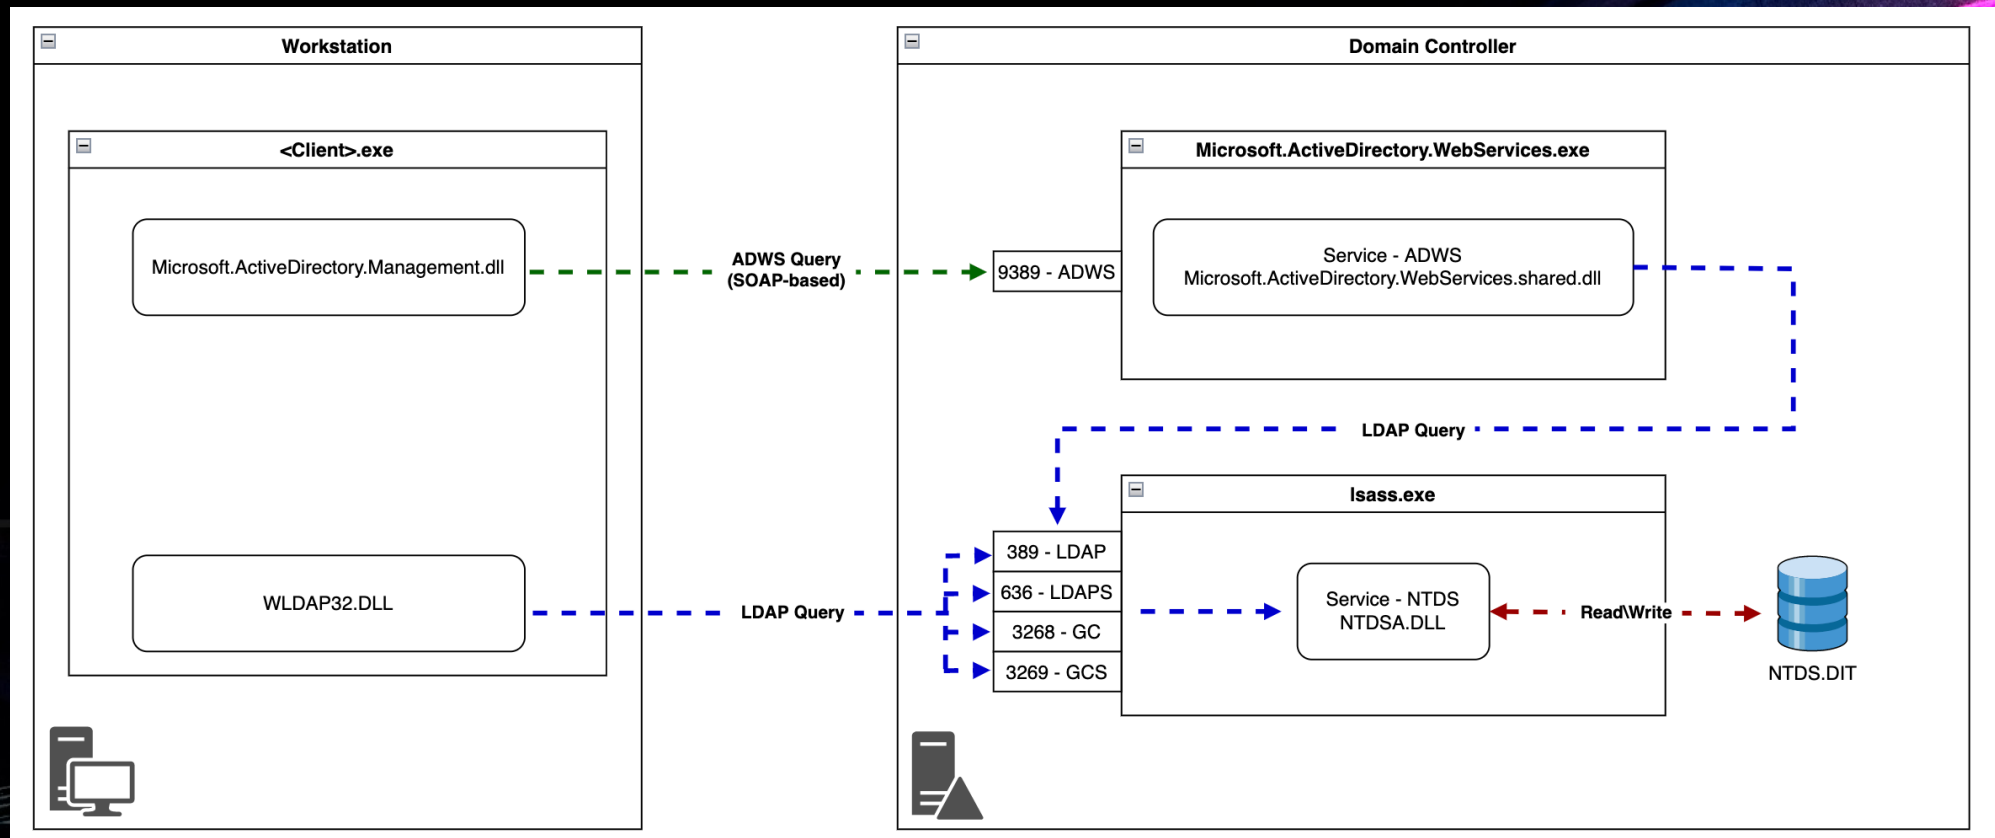 Workstation
<Client>.exe
Microsoft.ActiveDirectory.Management.dll
WLDAP32.DLL
ADWS Query
(SOAP-based)
LDAP Query
Domain Controller
Microsoft.ActiveDirectory.WebServices.exe
9389 - ADWS
Service - ADWS
Microsoft.ActiveDirectory.WebServices.shared.dll
LDAP Query
lsass.exe
389 - LDAP
636 - LDAPS
3268 - GC
3269 - GCS
Service - NTDS
NTDSA.DLL
Read\Write
NTDS.DIT